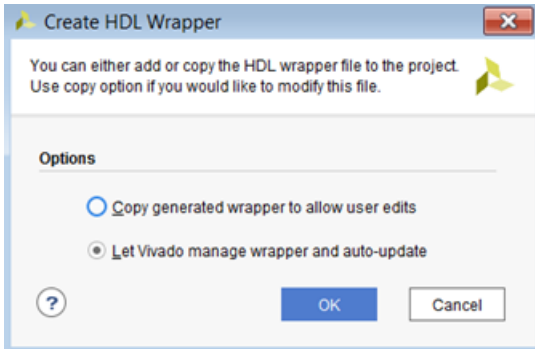 Create HDL Wrapper
You can either add or copy the HDL wrapper file to the project.
Use copy option if you would like to modify this file.
Options
Copy generated wrapper to allow user edits
Let Vivado manage wrapper and auto-update
? OK Cancel